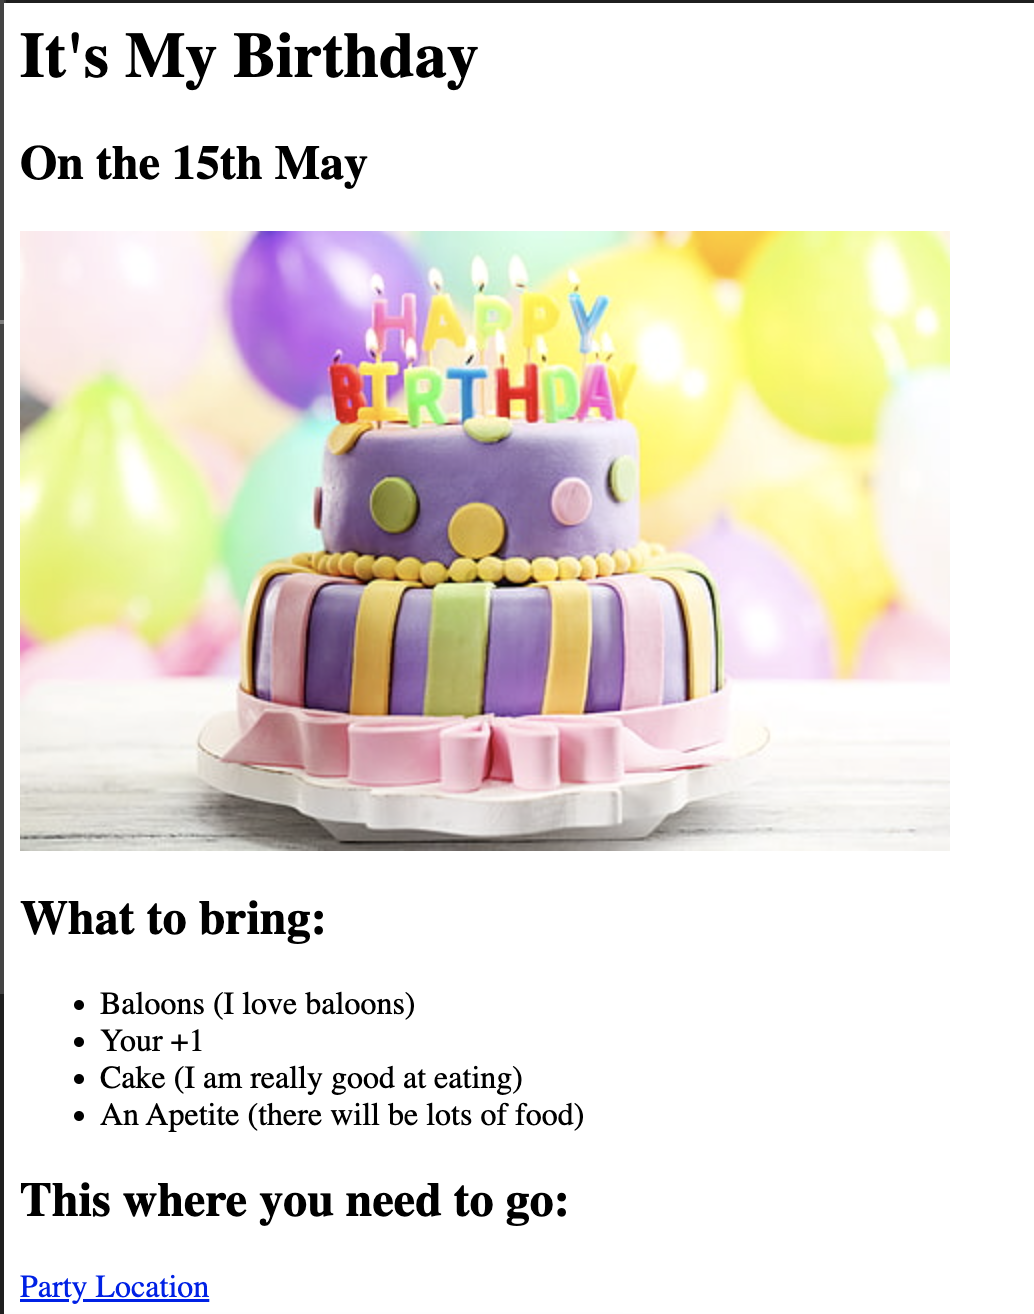 It's My Birthday
On the 15th May
HAPPY
BIRTHDAY
What to bring:
Baloons (I love baloons)
Your +1
Cake (I am really good at eating)
An Apetite (there will be lots of food)
This where you need to go:
Party Location